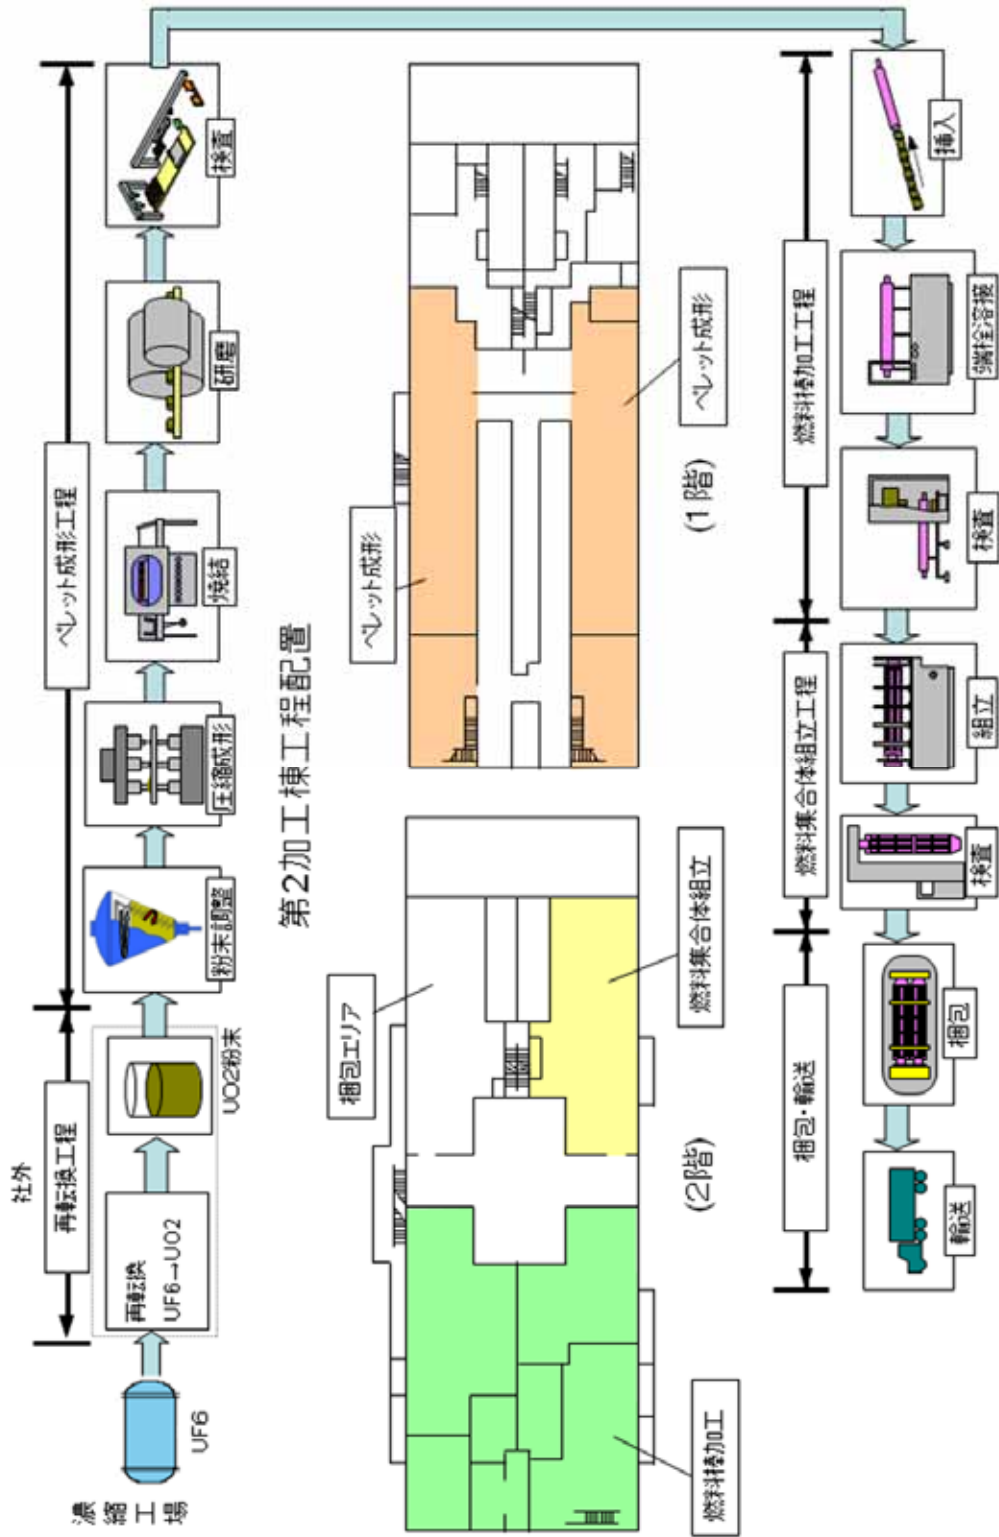 濃縮工場
UF6
社外
再転換工程
再転換
UF6→UO2
UO2粉末
ペレット成形工程
粉末調整
圧縮成形
焼結
研磨
検査
第2加工棟工程配置
梱包エリア
燃料棒加工
燃料集合体組立
(2階)
ペレット成形
ペレット成形
(1階)
燃料棒加工工程
挿入
端栓溶接
検査
燃料集合体組立工程
組立
検査
梱包・輸送
梱包
輸送